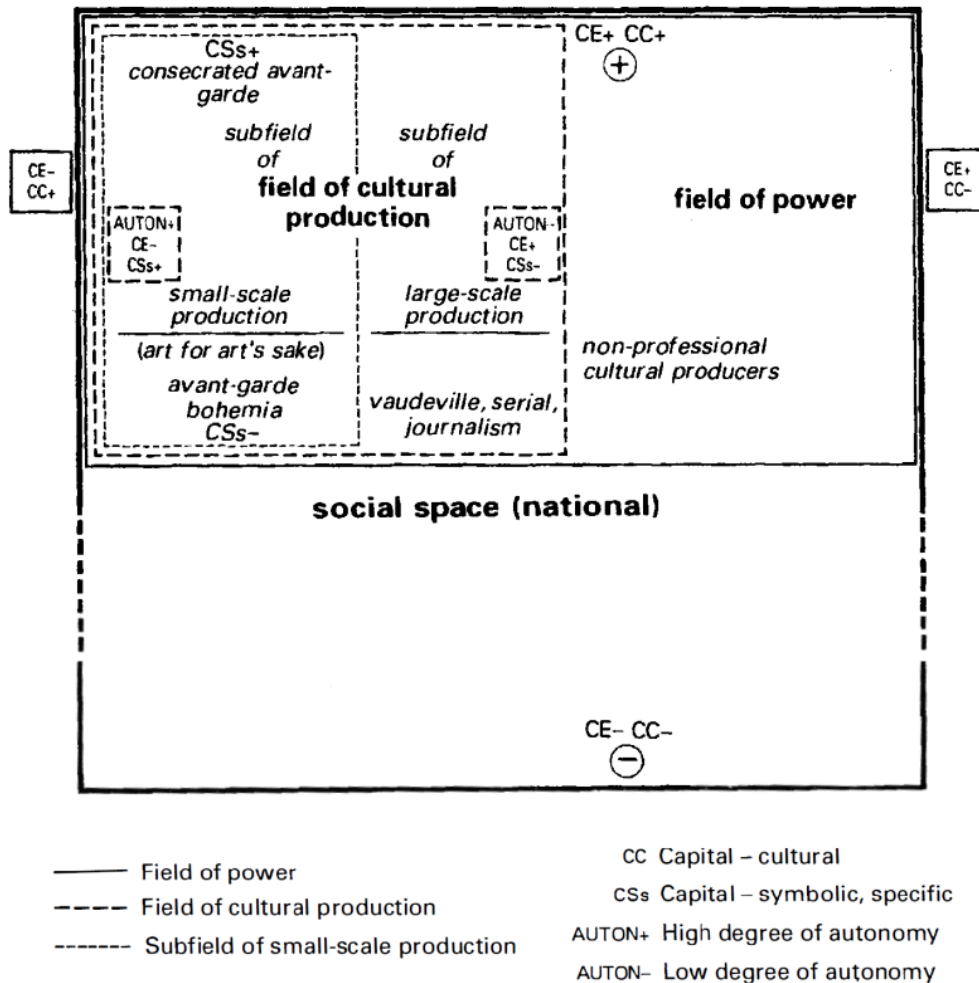 CE+ CC+
+
CSs+
consecrated avant-
garde
subfield
of
subfield
of
field of cultural
production
field of power
CE–
CC+
CE+
CC–
AUTON+
CE–
CSs+
AUTON–
CE+
CSs–
small-scale
production
(art for art's sake)
avant-garde
bohemia
CSs–
large-scale
production
vaudeville, serial,
journalism
non-professional
cultural producers
social space (national)
CE– CC–
–
Field of power
Field of cultural production
Subfield of small-scale production
CC Capital – cultural
CSs Capital – symbolic, specific
AUTON+ High degree of autonomy
AUTON– Low degree of autonomy